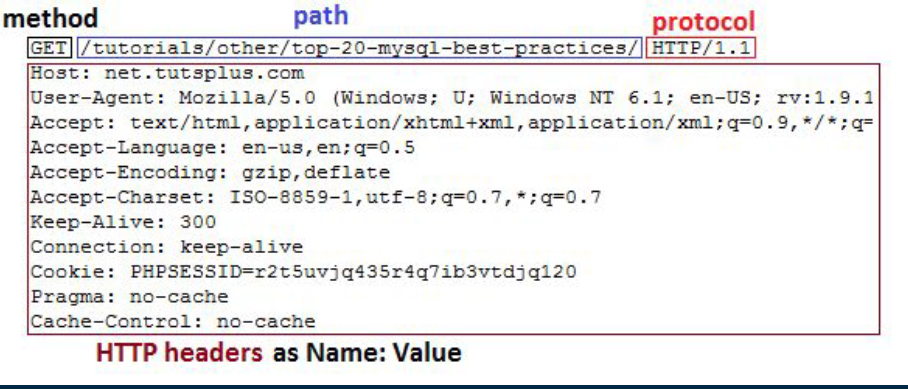 method path protocol
GET /tutorials/other/top-20-mysql-best-practices/ HTTP/1.1
Host: net.tutsplus.com
User-Agent: Mozilla/5.0 (Windows; U; Windows NT 6.1; en-US; rv:1.9.1
Accept: text/html,application/xhtml+xml,application/xml;q=0.9,*/*;q=
Accept-Language: en-us,en;q=0.5
Accept-Encoding: gzip,deflate
Accept-Charset: ISO-8859-1,utf-8;q=0.7,*;q=0.7
Keep-Alive: 300
Connection: keep-alive
Cookie: PHPSESSID=r2t5uvjq435r4q7ib3vtdjq120
Pragma: no-cache
Cache-Control: no-cache
HTTP headers as Name: Value